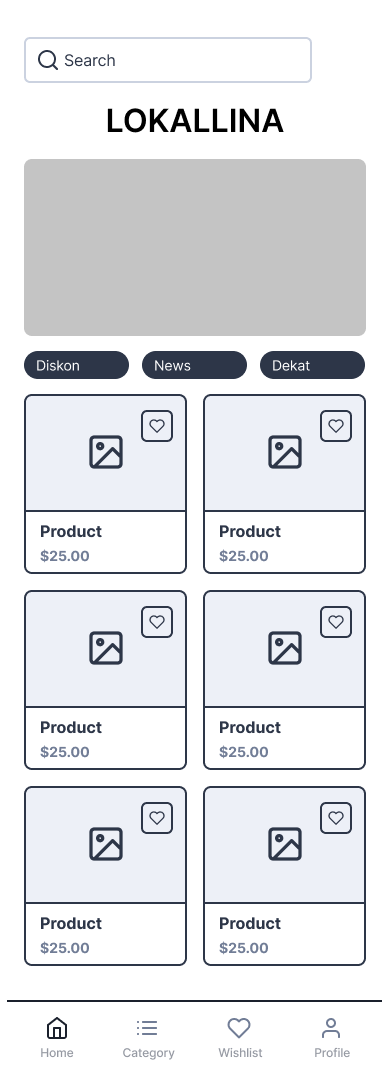 Search
LOKALLINA
Diskon News Dekat
Product Product
$25.00 $25.00
Product Product
$25.00 $25.00
Product Product
$25.00 $25.00
Home Category Wishlist Profile